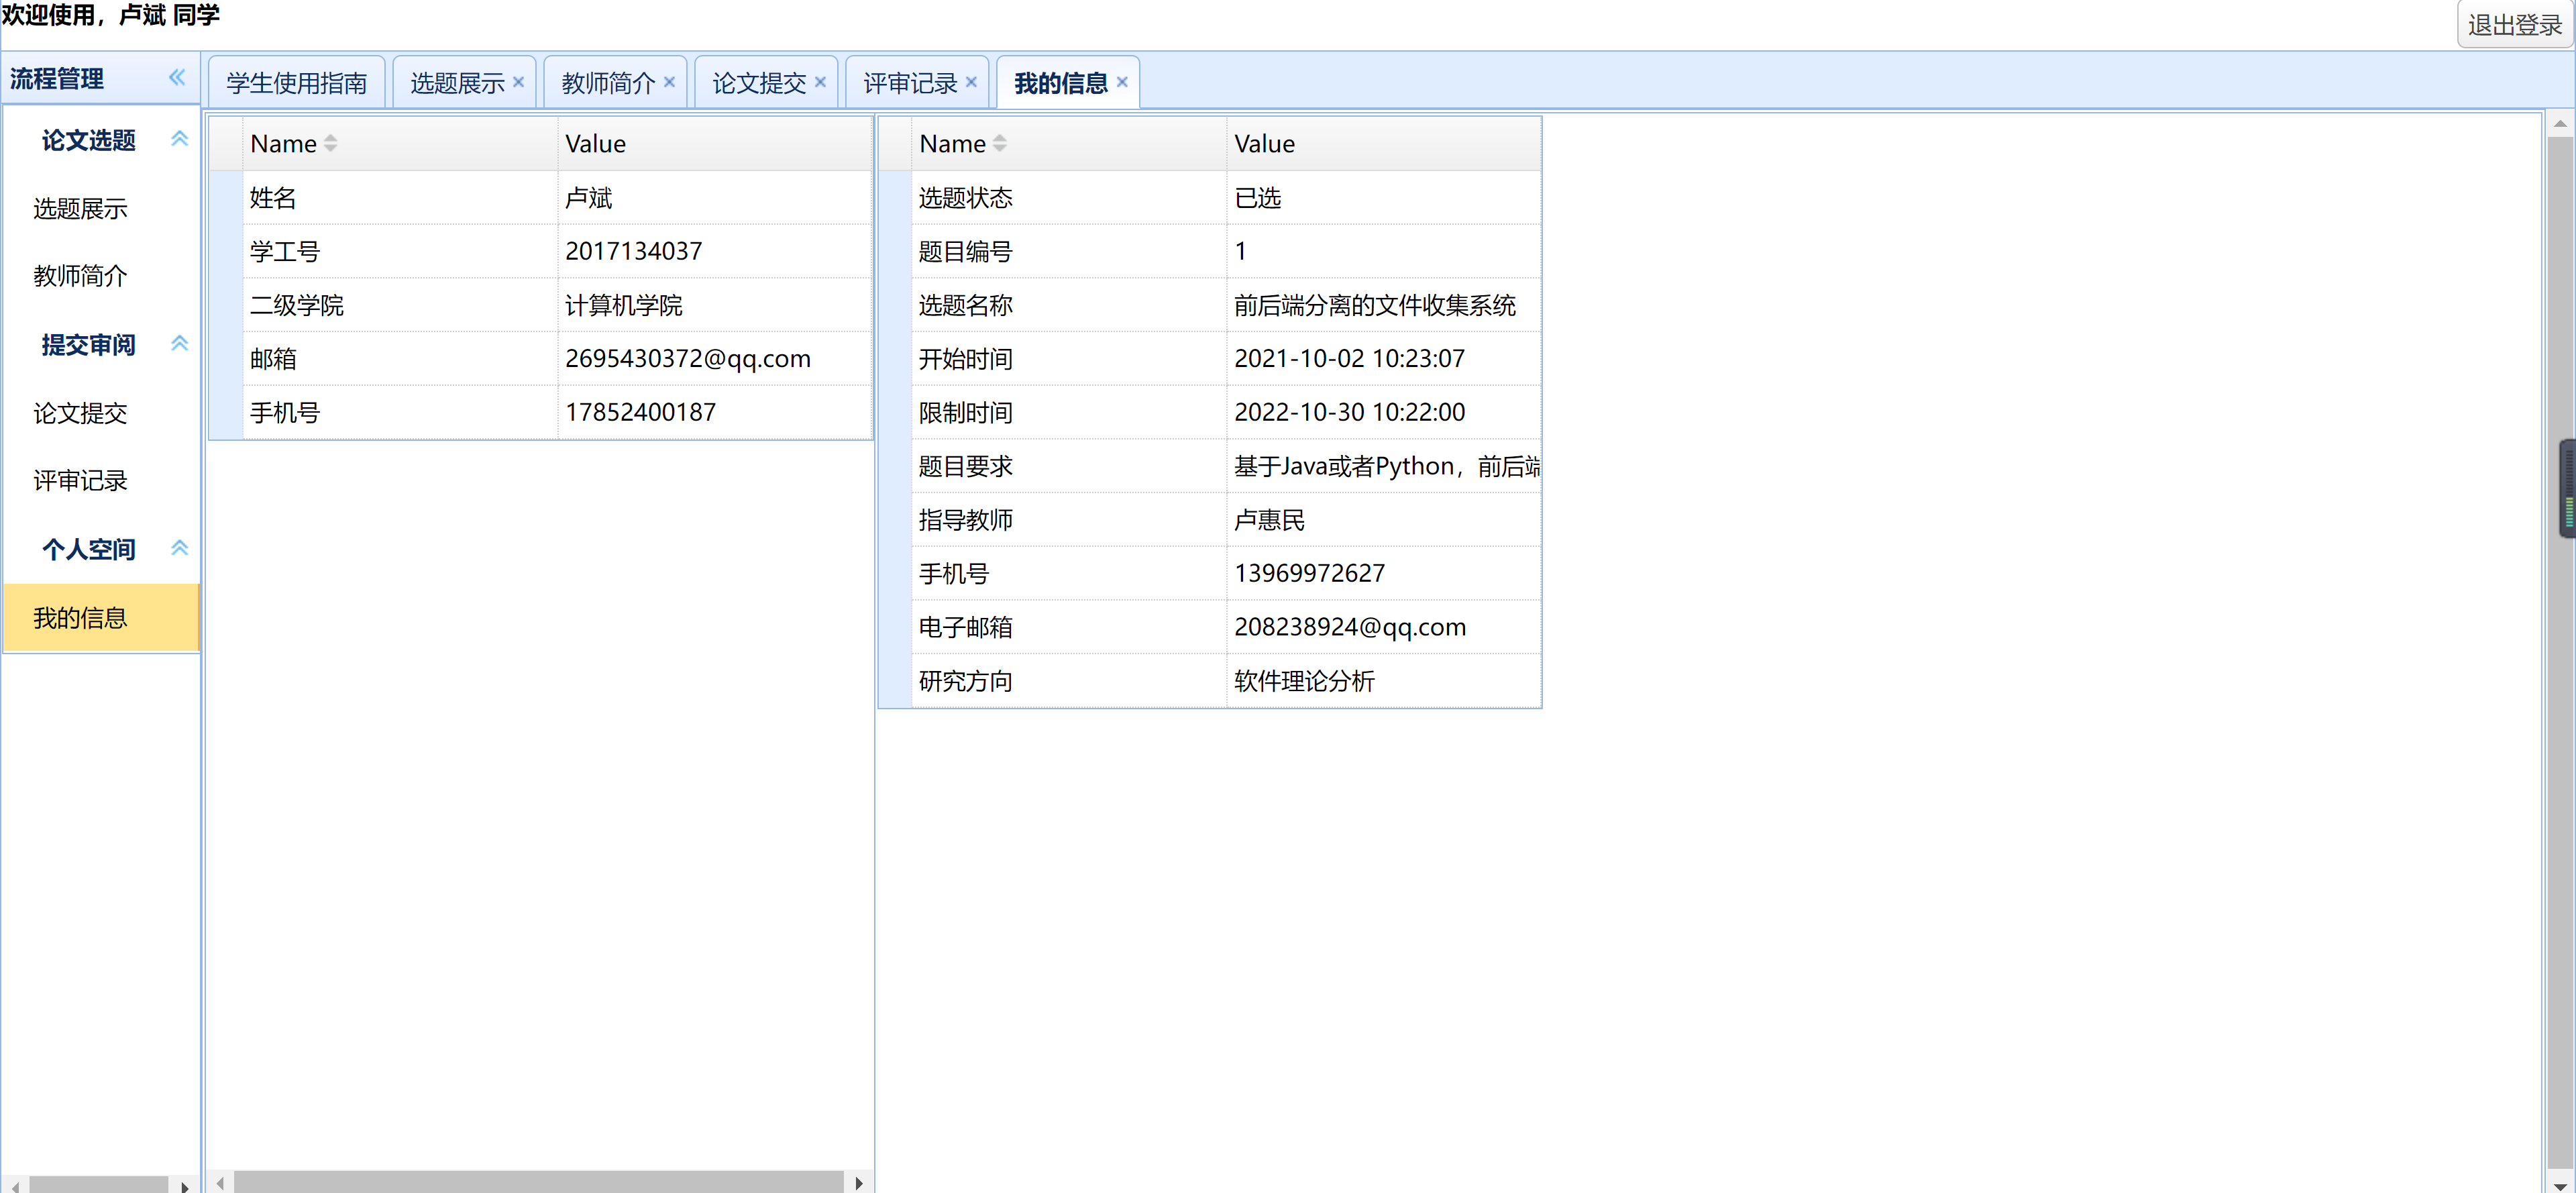 欢迎使用，卢斌 同学
退出登录
流程管理
学生使用指南 选题展示 教师简介 论文提交 评审记录 我的信息
论文选题
选题展示
教师简介
提交审阅
论文提交
评审记录
个人空间
我的信息
Name Value
姓名 卢斌
学工号 2017134037
二级学院 计算机学院
邮箱 2695430372@qq.com
手机号 17852400187
Name Value
选题状态 已选
题目编号 1
选题名称 前后端分离的文件收集系统
开始时间 2021-10-02 10:23:07
限制时间 2022-10-30 10:22:00
题目要求 基于Java或者Python，前后端
指导教师 卢惠民
手机号 13969972627
电子邮箱 208238924@qq.com
研究方向 软件理论分析